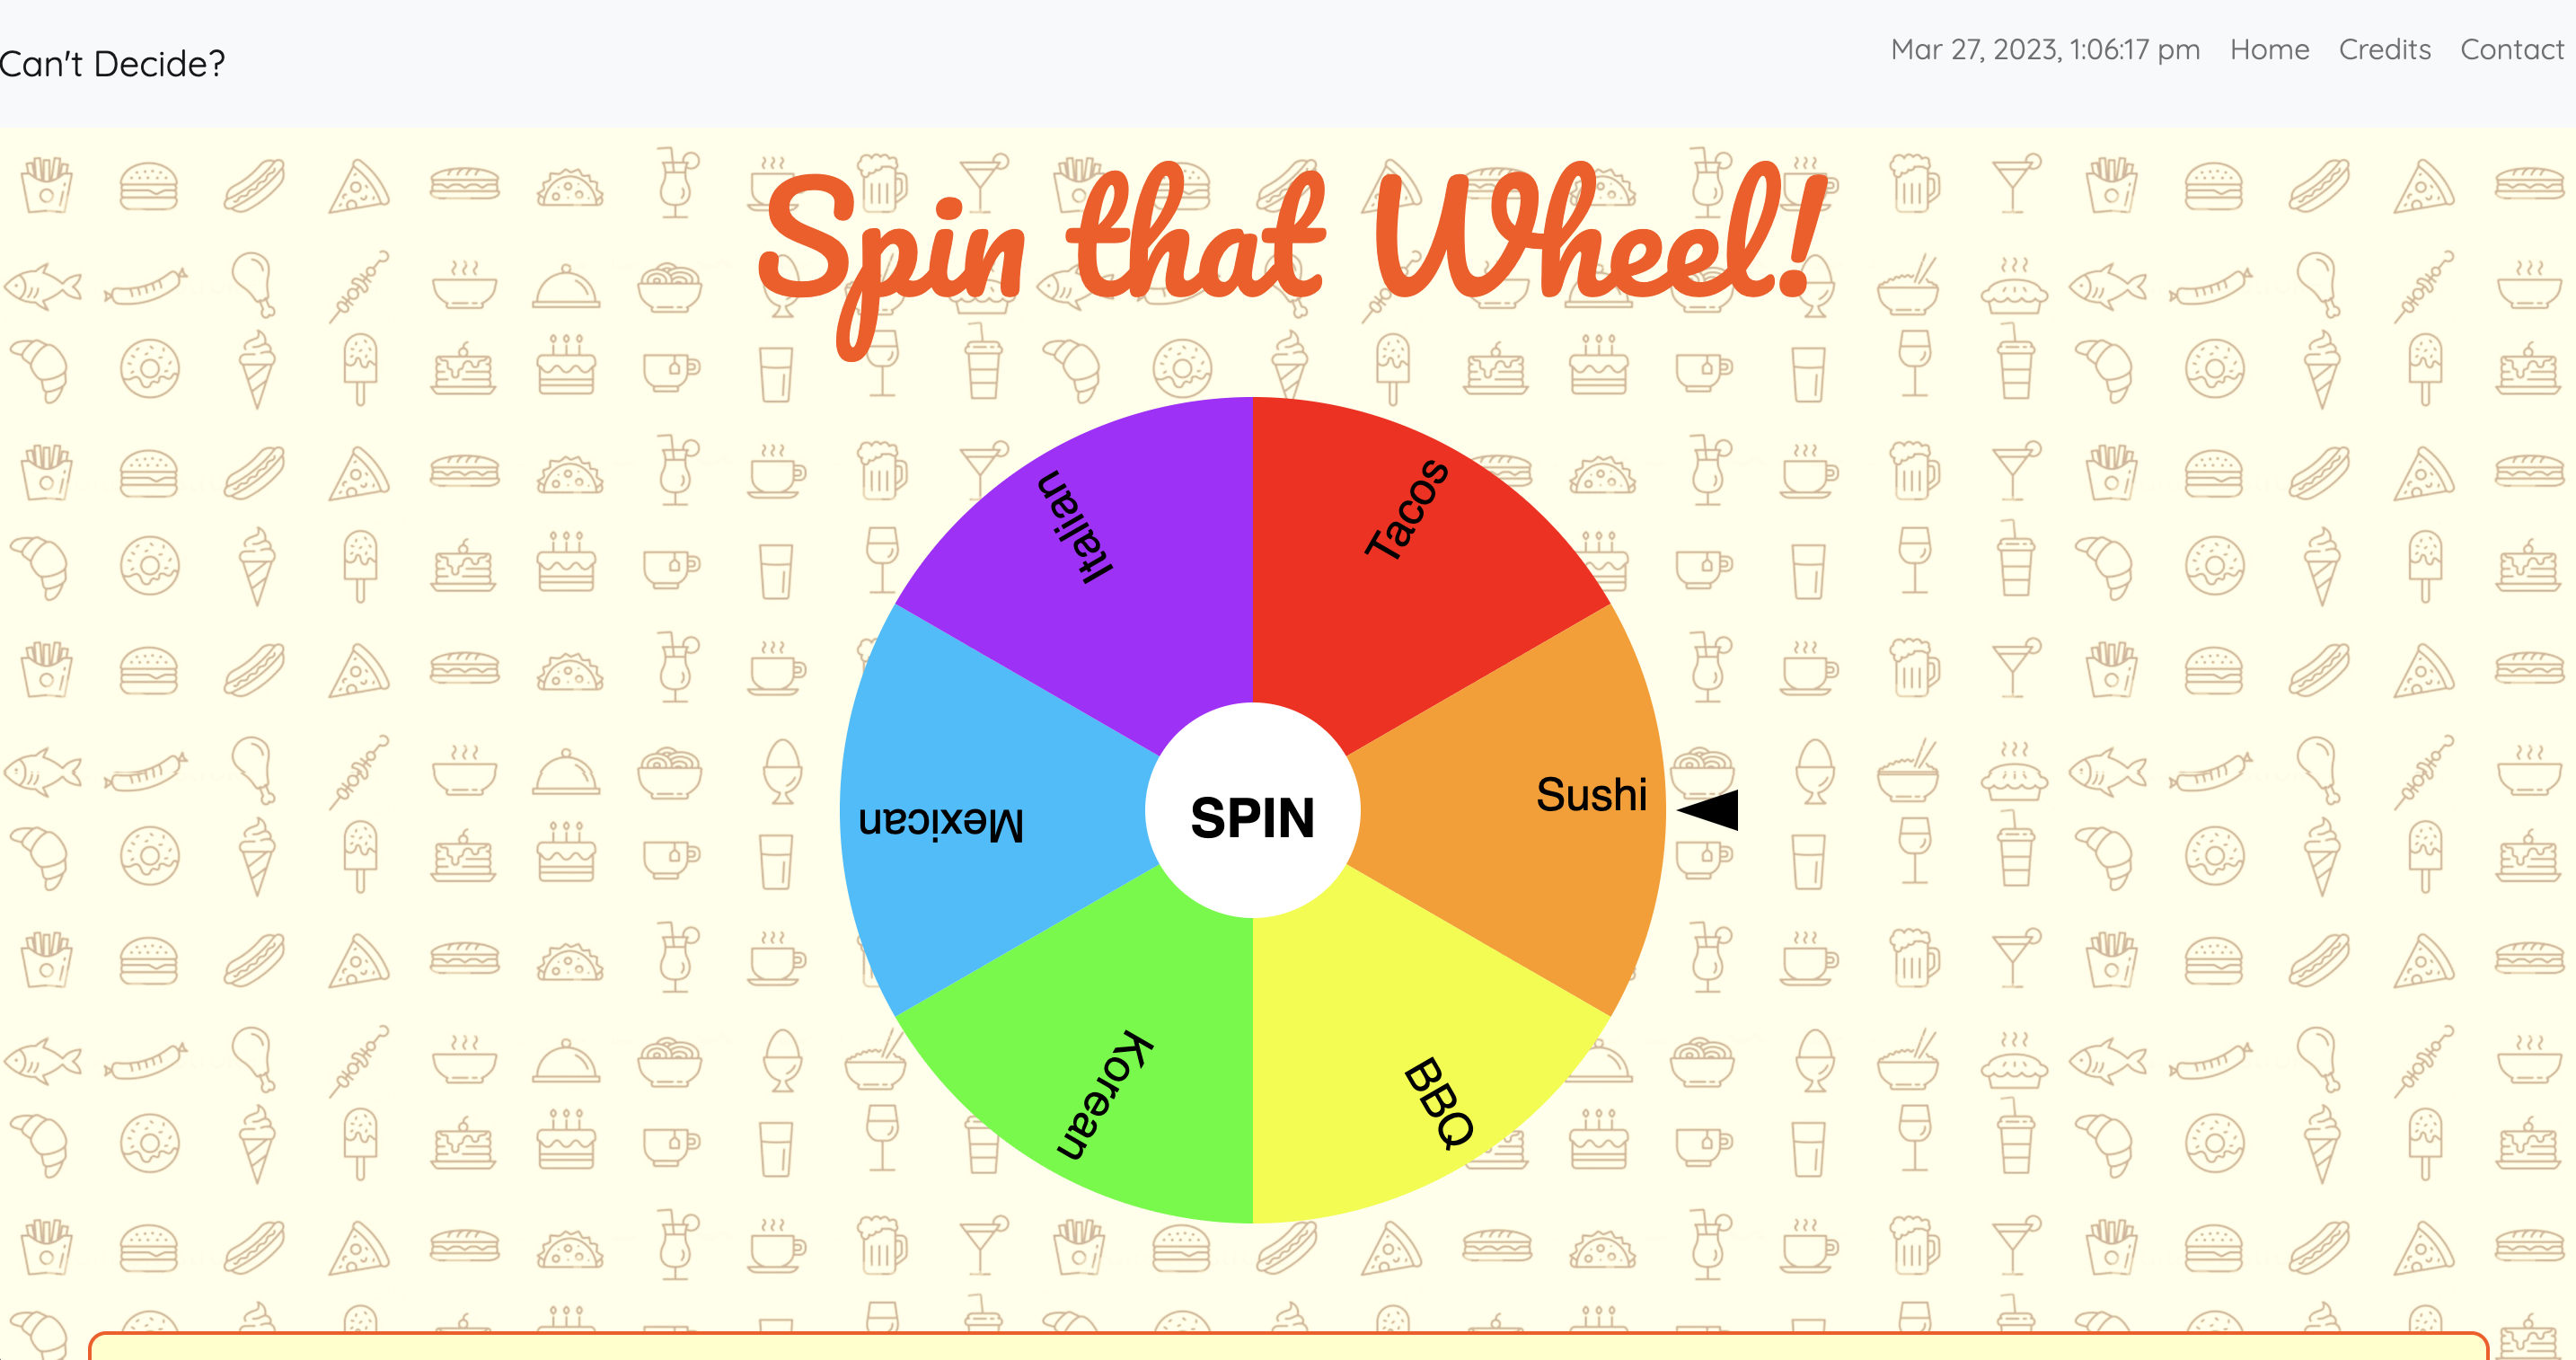 Can't Decide?
Mar 27, 2023, 1:06:17 pm Home Credits Contact
Spin that Wheel!
Italian
Tacos
Mexican
SPIN
Sushi
Korean
BBQ